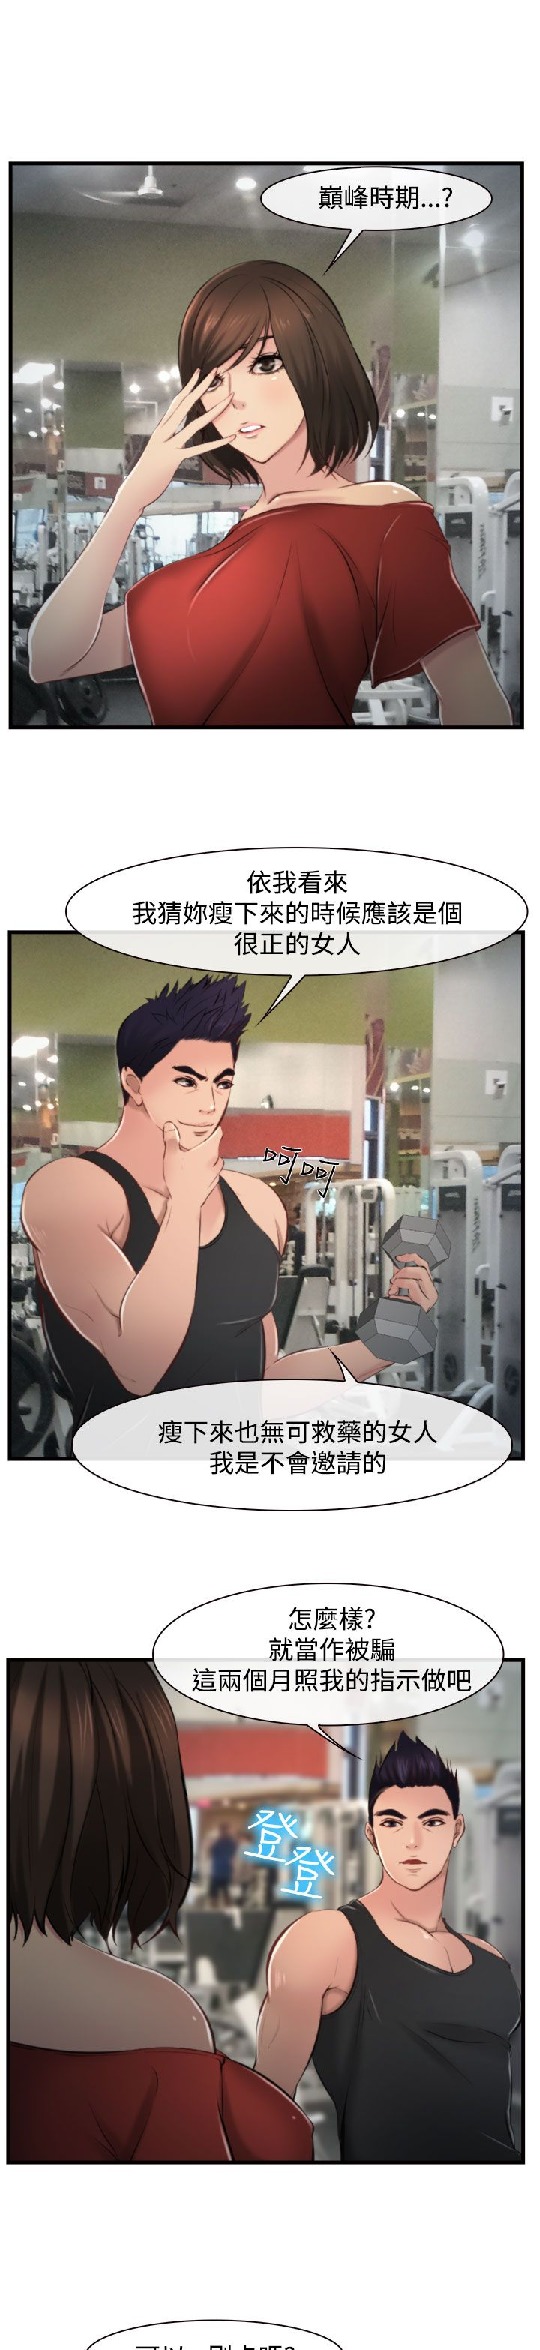 巔峰時期...?
依我看來
我猜妳瘦下來的時候應該是個
很正的女人
呵呵
瘦下來也無可救藥的女人
我是不會邀請的
怎麼樣?
就當作被騙
這兩個月照我的指示做吧
登登